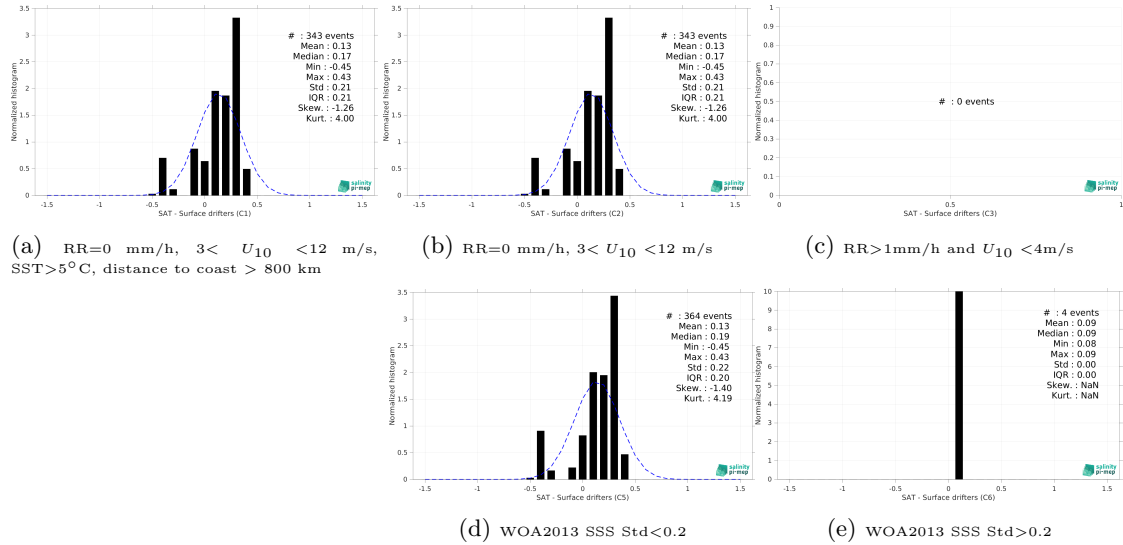 3.5
3
2.5
2
1.5
1
0.5
0
-1.5 -1 -0.5 0 0.5 1 1.5
Normalized histogram
SAT - Surface drifters (C1)
# : 343 events
Mean : 0.13
Median : 0.17
Min : -0.45
Max : 0.43
Std : 0.21
IQR : 0.21
Skew. : -1.26
Kurt. : 4.00
salinity
pi-mep
(a) RR=0 mm/h, 3< U10 <12 m/s,
SST>5°C, distance to coast > 800 km
3.5
3
2.5
2
1.5
1
0.5
0
-1.5 -1 -0.5 0 0.5 1 1.5
Normalized histogram
SAT - Surface drifters (C2)
# : 343 events
Mean : 0.13
Median : 0.17
Min : -0.45
Max : 0.43
Std : 0.21
IQR : 0.21
Skew. : -1.26
Kurt. : 4.00
salinity
pi-mep
(b) RR=0 mm/h, 3< U10 <12 m/s
1
0.9
0.8
0.7
0.6
0.5
0.4
0.3
0.2
0.1
0
0 0.5 1
Normalized histogram
SAT - Surface drifters (C3)
# : 0 events
salinity
pi-mep
(c) RR>1mm/h and U10 <4m/s
3.5
3
2.5
2
1.5
1
0.5
0
-1.5 -1 -0.5 0 0.5 1 1.5
Normalized histogram
SAT - Surface drifters (C5)
# : 364 events
Mean : 0.13
Median : 0.19
Min : -0.45
Max : 0.43
Std : 0.22
IQR : 0.20
Skew. : -1.40
Kurt. : 4.19
salinity
pi-mep
(d) WOA2013 SSS Std<0.2
10
9
8
7
6
5
4
3
2
1
0
-1.5 -1 -0.5 0 0.5 1 1.5
Normalized histogram
SAT - Surface drifters (C6)
# : 4 events
Mean : 0.09
Median : 0.09
Min : 0.08
Max : 0.09
Std : 0.00
IQR : 0.00
Skew. : NaN
Kurt. : NaN
salinity
pi-mep
(e) WOA2013 SSS Std>0.2